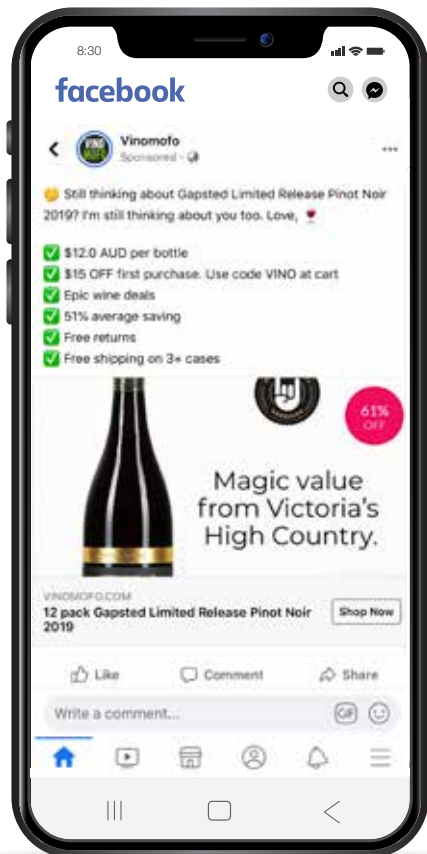 8:30
facebook
Vinomofo
Sponsored ·
Still thinking about Gapsted Limited Release Pinot Noir
2019? I'm still thinking about you too. Love,
$12.0 AUD per bottle
$15 OFF first purchase. Use code VINO at cart
Epic wine deals
51% average saving
Free returns
Free shipping on 3+ cases
61%
OFF
Magic value
from Victoria's
High Country.
VINOMOFO.COM
12 pack Gapsted Limited Release Pinot Noir
2019
Shop Now
Like
Comment
Share
Write a comment...
GIF